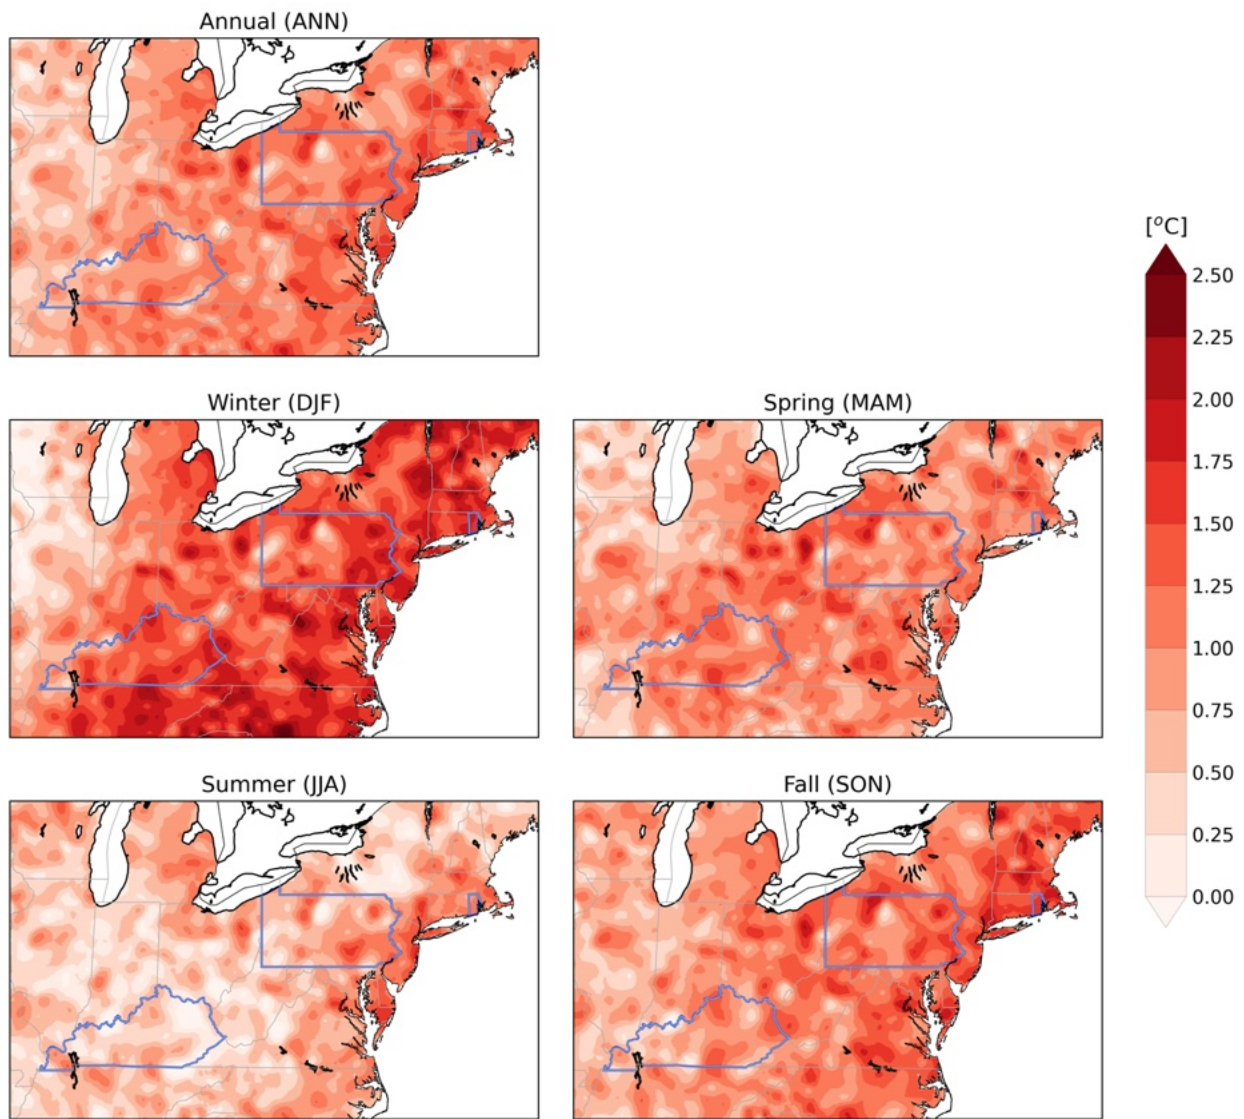 Annual (ANN)
[°C]
2.50
2.25
2.00
1.75
1.50
1.25
1.00
0.75
0.50
0.25
0.00
Winter (DJF)
Spring (MAM)
Summer (JJA)
Fall (SON)